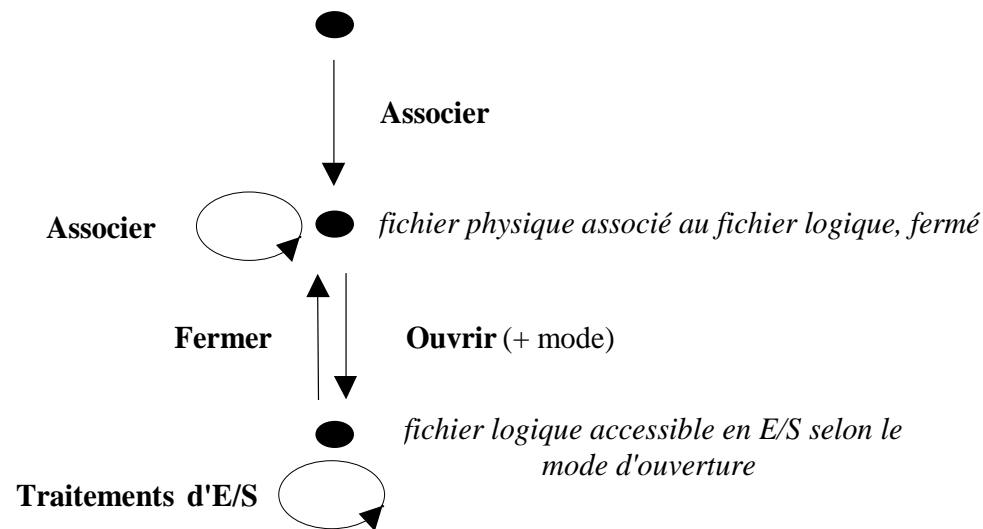 Associer
Associer
fichier physique associé au fichier logique, fermé
Fermer
Ouvrir (+ mode)
fichier logique accessible en E/S selon le
mode d'ouverture
Traitements d'E/S